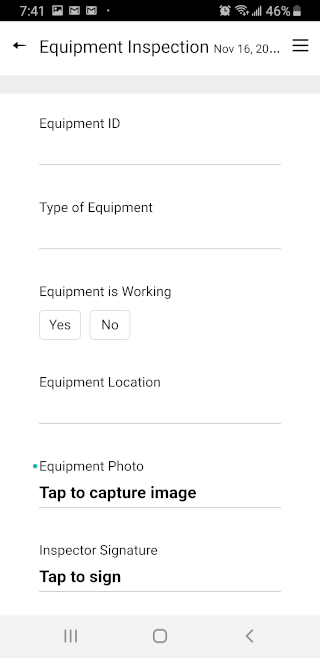 7:41 46%
Equipment Inspection Nov 16, 20...
Equipment ID
Type of Equipment
Equipment is Working
Yes No
Equipment Location
Equipment Photo
Tap to capture image
Inspector Signature
Tap to sign